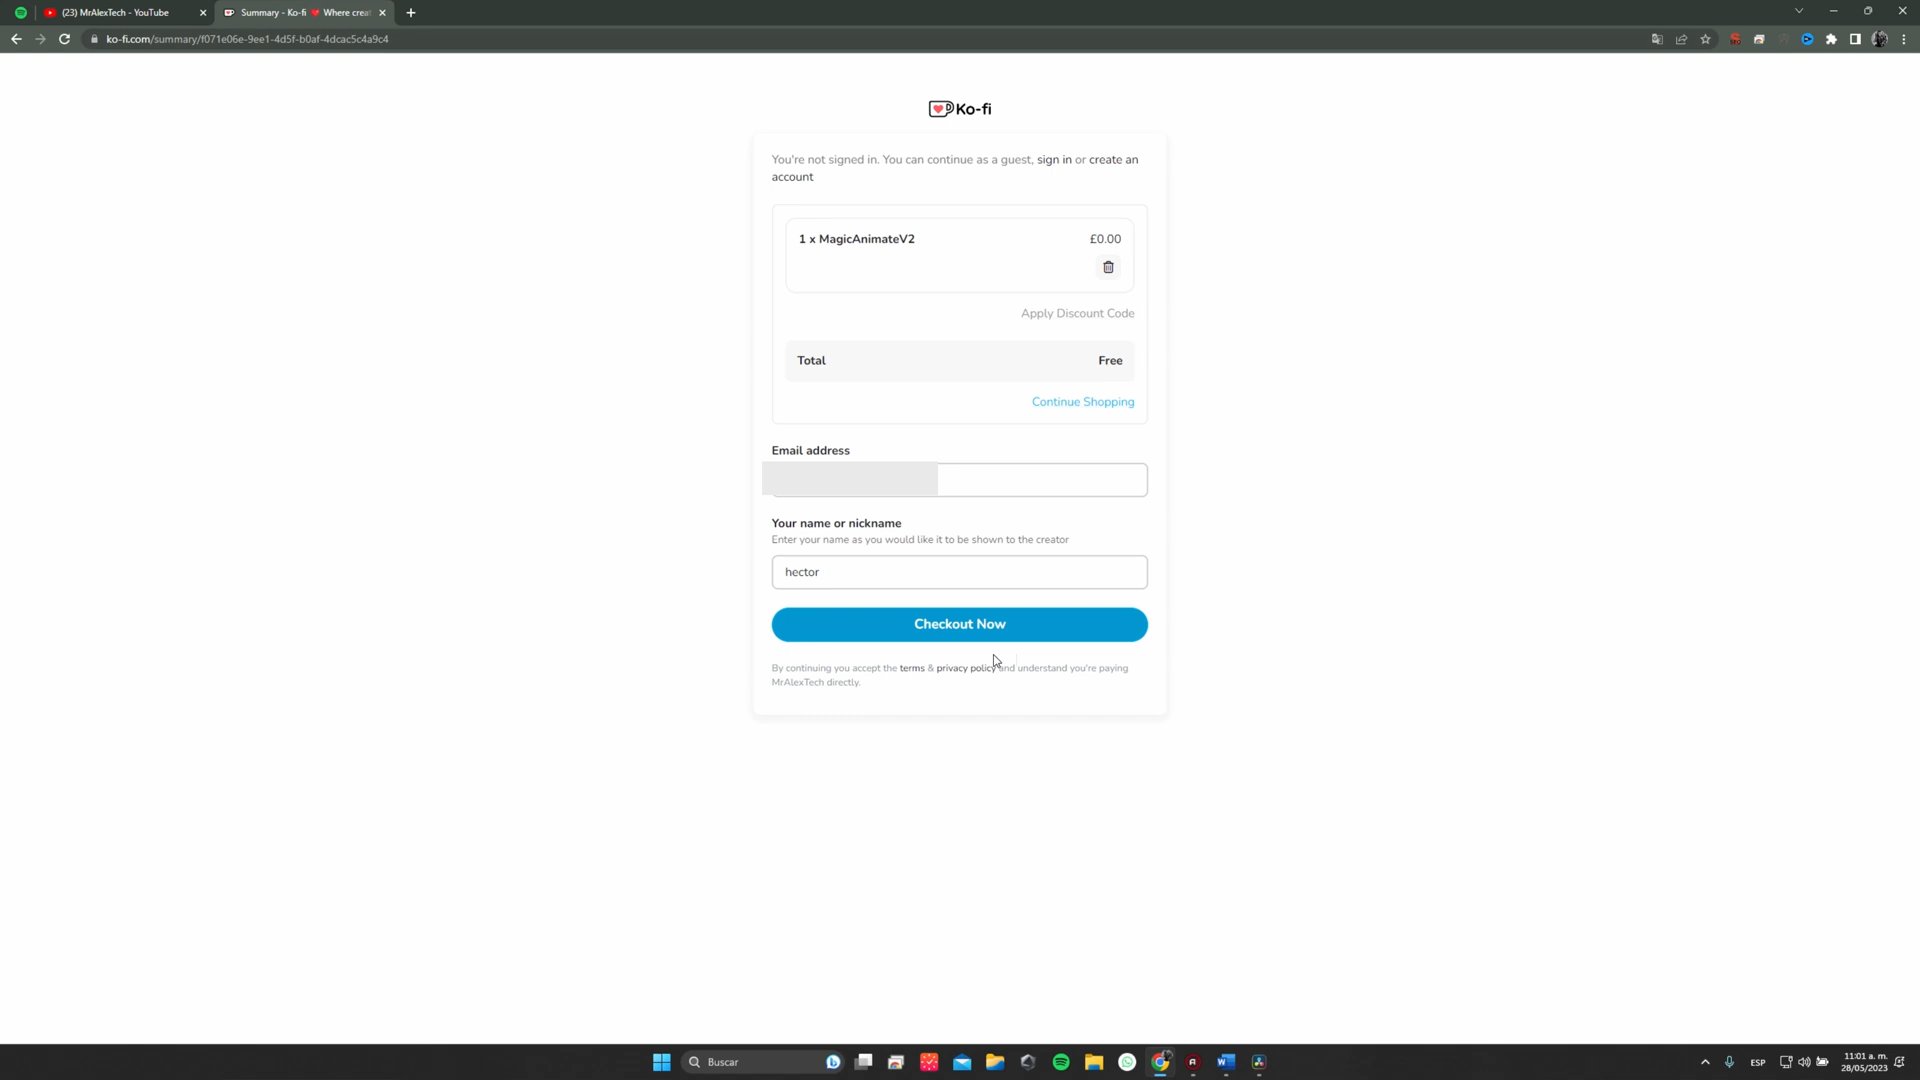 (23) MrAlexTech - YouTube
Summary - Ko-fi ❤ Where creat
ko-fi.com/summary/f071e06e-9ee1-4d5f-b0af-4dcac5c4a9c4
Ko-fi
You're not signed in. You can continue as a guest, sign in or create an
account
1 x MagicAnimateV2 £0.00
Apply Discount Code
Total Free
Continue Shopping
Email address
Your name or nickname
Enter your name as you would like it to be shown to the creator
hector
Checkout Now
By continuing you accept the terms & privacy policy and understand you're paying
MrAlexTech directly.
Buscar
ESP
11:01 a. m.
28/05/2023